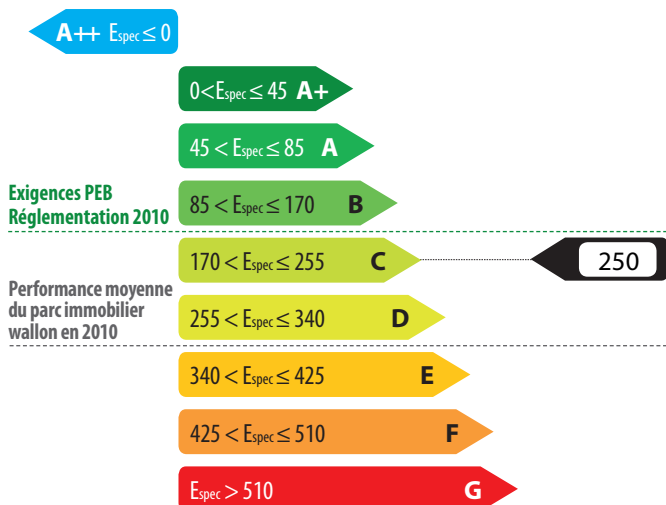 A++ Espec ≤ 0
0<Espec ≤ 45 A+
45 < Espec ≤ 85 A
Exigences PEB
Réglementation 2010
85 < Espec ≤ 170 B
170 < Espec ≤ 255 C
250
Performance moyenne
du parc immobilier
wallon en 2010
255 < Espec ≤ 340 D
340 < Espec ≤ 425 E
425 < Espec ≤ 510 F
Espec > 510 G